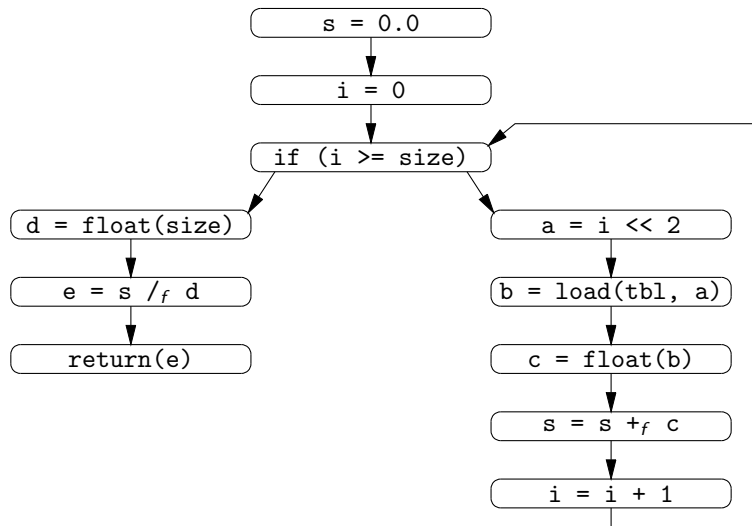 s = 0.0
i = 0
if (i >= size)
d = float(size)
e = s /f d
return(e)
a = i << 2
b = load(tbl, a)
c = float(b)
s = s +f c
i = i + 1